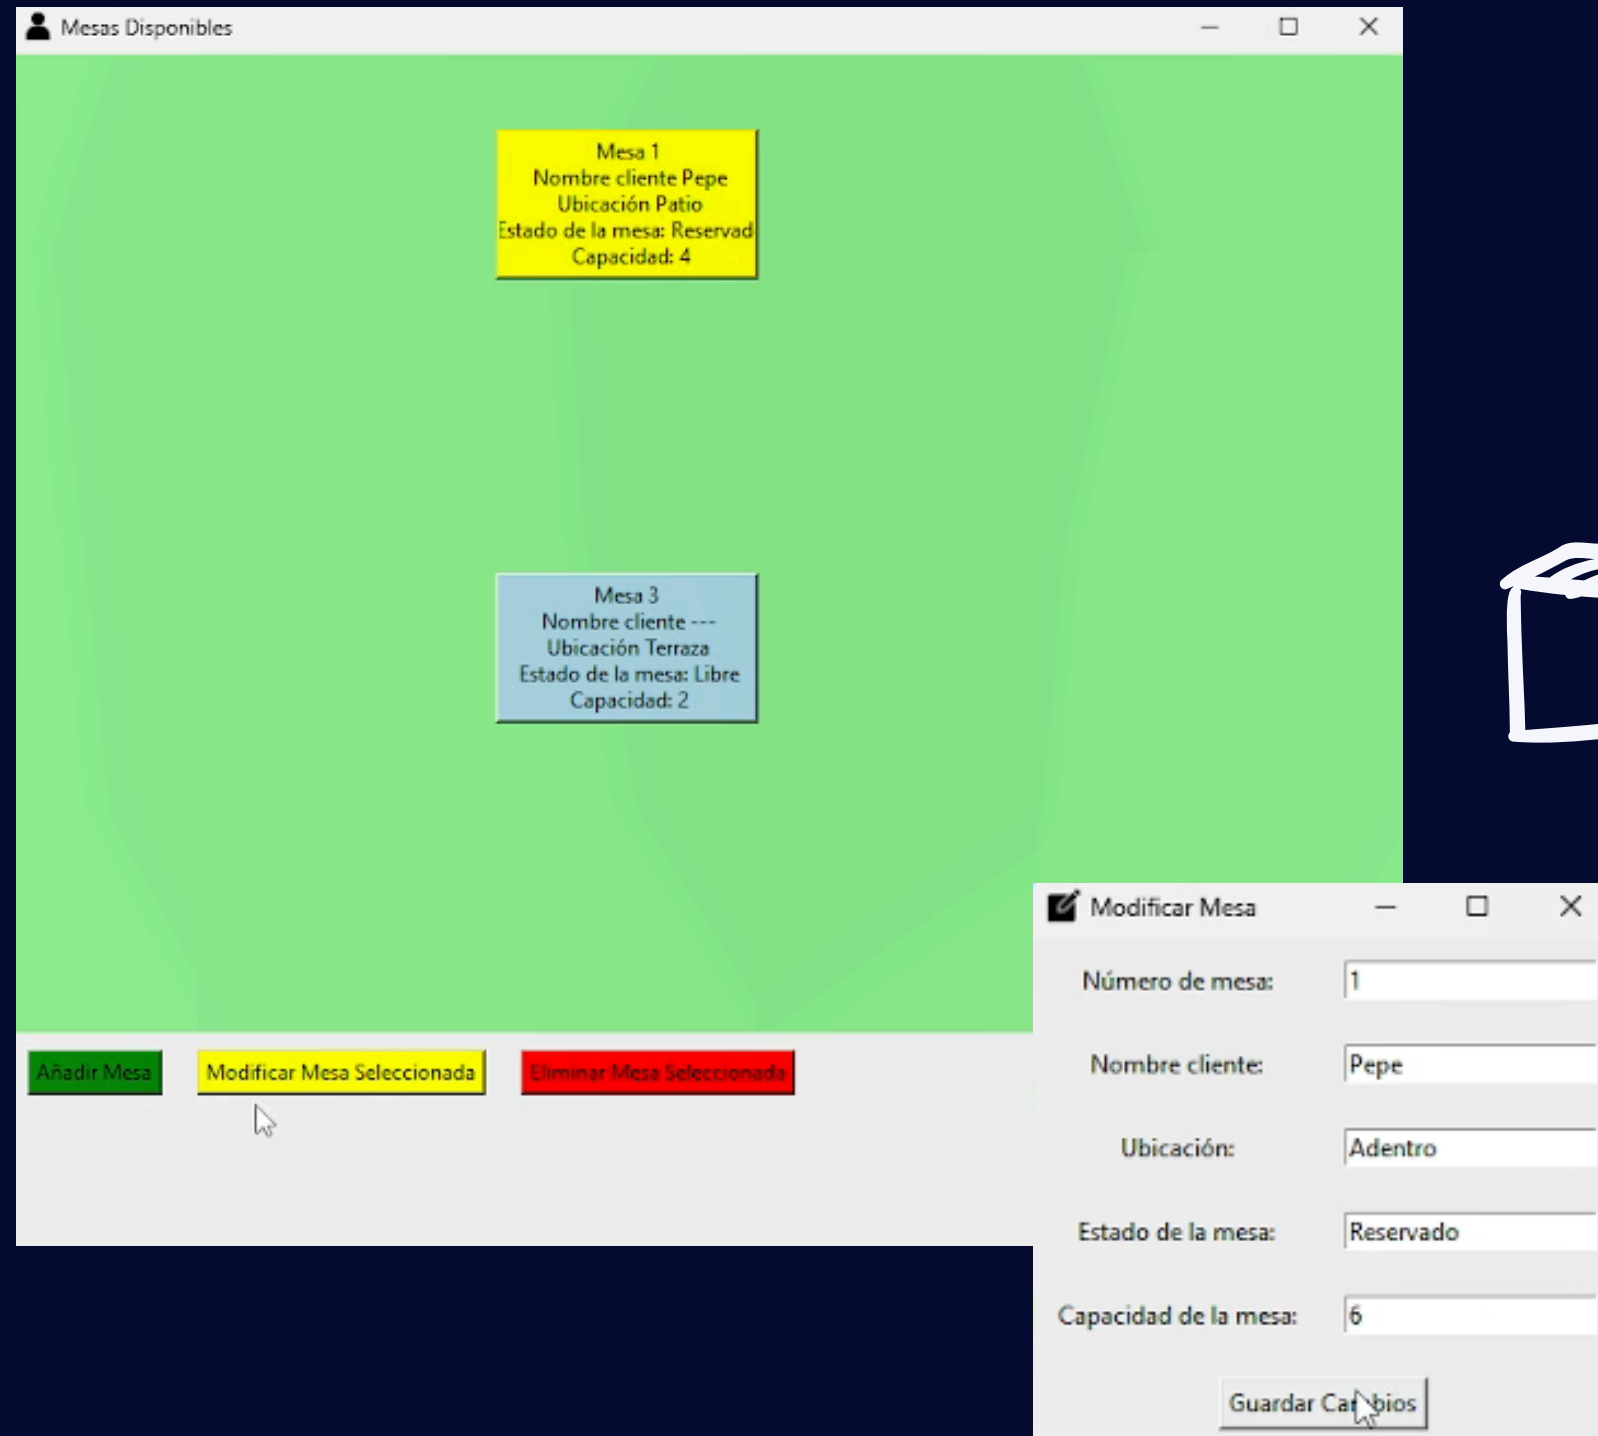 Mesas Disponibles
Mesa 1
Nombre cliente Pepe
Ubicación Patio
Estado de la mesa: Reservad
Capacidad: 4
Mesa 3
Nombre cliente ---
Ubicación Terraza
Estado de la mesa: Libre
Capacidad: 2
Añadir Mesa
Modificar Mesa Seleccionada
Eliminar Mesa Seleccionada
Modificar Mesa
Número de mesa: 1
Nombre cliente: Pepe
Ubicación: Adentro
Estado de la mesa: Reservado
Capacidad de la mesa: 6
Guardar Cambios